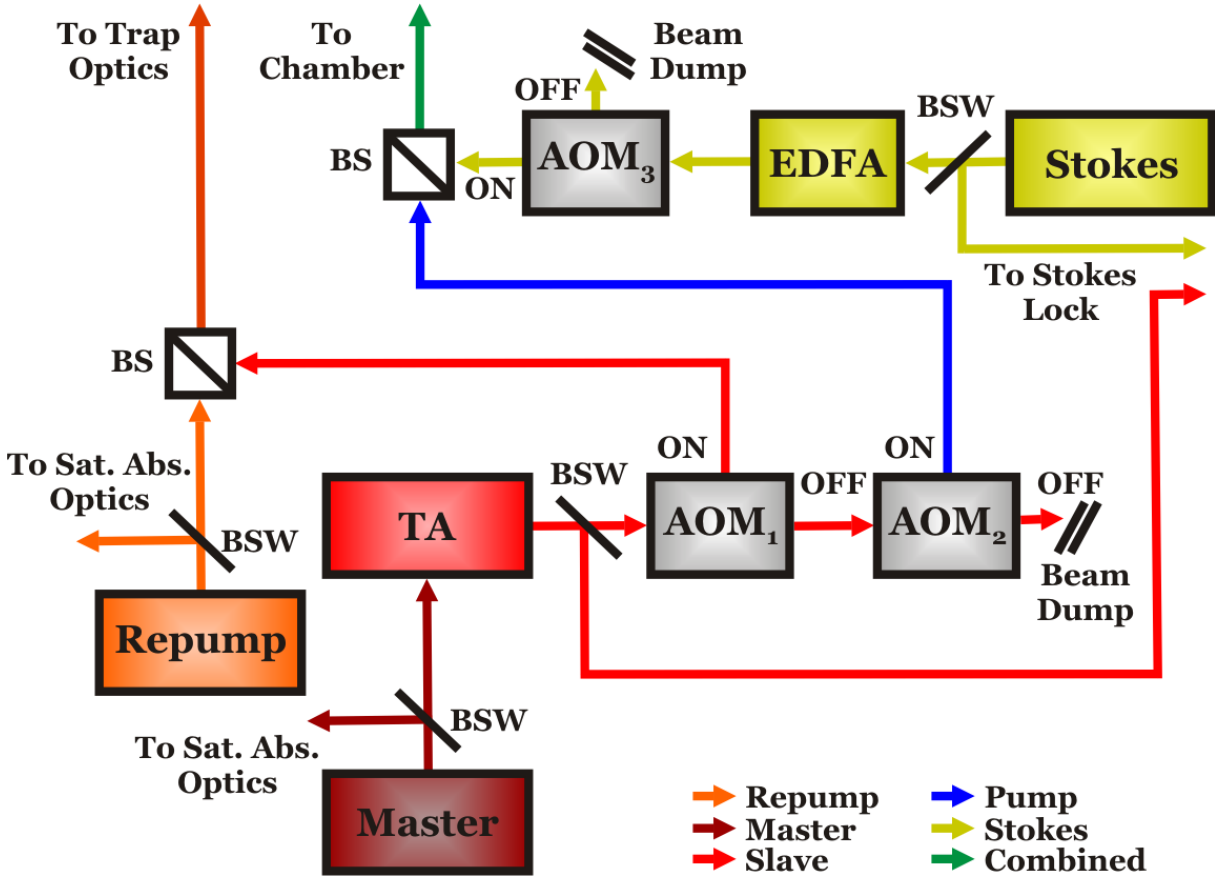 To Trap
Optics
To
Chamber
Beam
Dump
OFF
BSW
BS
ON
AOM3
EDFA
Stokes
To Stokes
Lock
BS
To Sat. Abs.
Optics
BSW
Repump
TA
BSW
ON
AOM1
OFF
ON
AOM2
OFF
Beam
Dump
To Sat. Abs.
Optics
BSW
Master
Repump
Master
Slave
Pump
Stokes
Combined